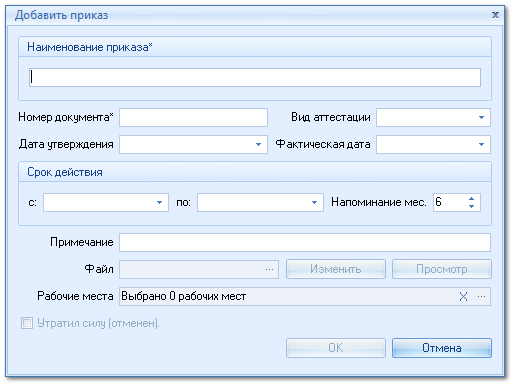 Добавить приказ
Наименование приказа*
Номер документа*
Вид аттестации
Дата утверждения
Фактическая дата
Срок действия
с:
по:
Напоминание мес.
6
Примечание
Файл
Изменить
Просмотр
Рабочие места
Выбрано 0 рабочих мест
Утратил силу (отменен).
OK
Отмена